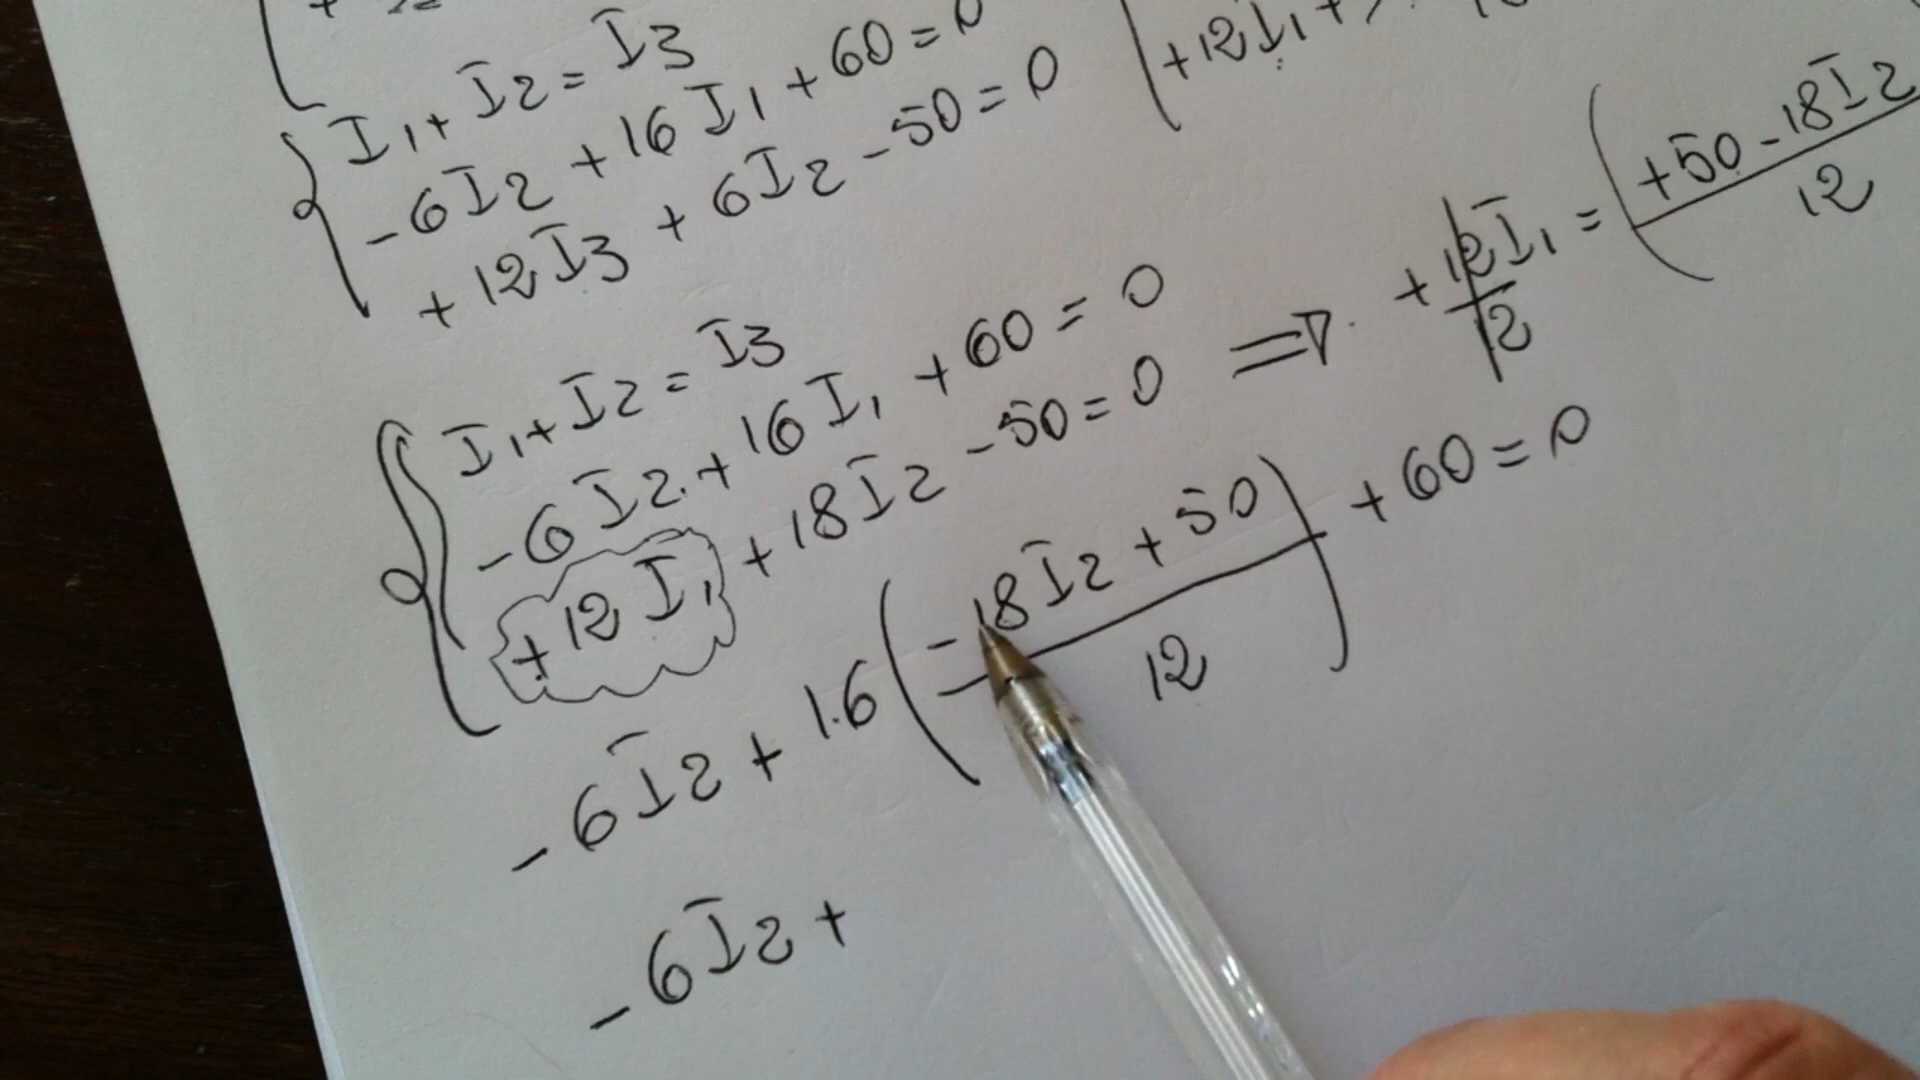 I1 + I2 = I3
-6I2 + 16I1 + 60 = 0
+12I3 + 6I2 - 50 = 0
+12I1 +
I1 + I2 = I3
-6I2 + 16I1 + 60 = 0
+12I1 + 18I2 - 50 = 0 ⇒ +12I1/12 = (+50 - 18I2/12
-6I2 + 1.6(-18I2 + 50/12) + 60 = 0
-6I2 +